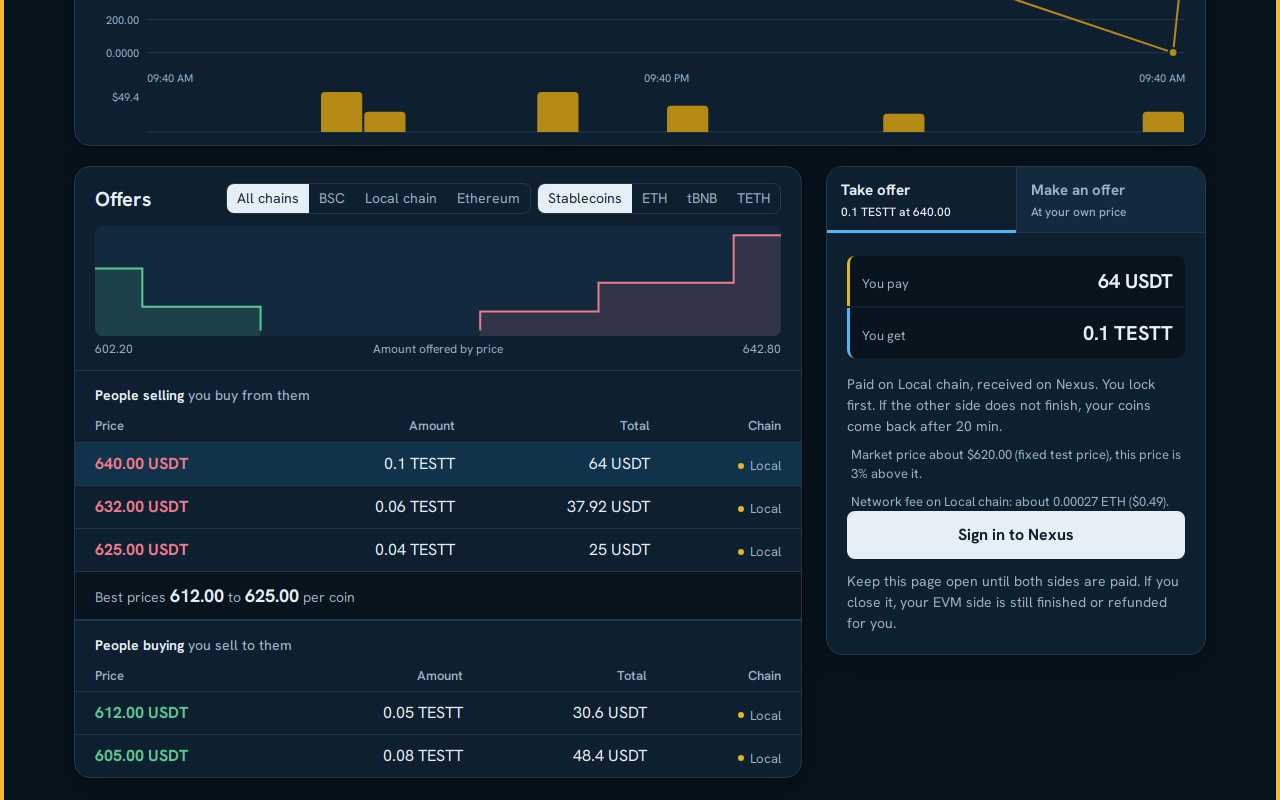 200.00
0.0000
09:40 AM 09:40 PM 09:40 AM
$49.4
Offers
All chains BSC Local chain Ethereum
Stablecoins ETH tBNB TETH
602.20 Amount offered by price 642.80
People selling you buy from them
Price Amount Total Chain
640.00 USDT 0.1 TESTT 64 USDT Local
632.00 USDT 0.06 TESTT 37.92 USDT Local
625.00 USDT 0.04 TESTT 25 USDT Local
Best prices 612.00 to 625.00 per coin
People buying you sell to them
Price Amount Total Chain
612.00 USDT 0.05 TESTT 30.6 USDT Local
605.00 USDT 0.08 TESTT 48.4 USDT Local
Take offer
0.1 TESTT at 640.00
Make an offer
At your own price
You pay 64 USDT
You get 0.1 TESTT
Paid on Local chain, received on Nexus. You lock
first. If the other side does not finish, your coins
come back after 20 min.
Market price about $620.00 (fixed test price), this price is
3% above it.
Network fee on Local chain: about 0.00027 ETH ($0.49).
Sign in to Nexus
Keep this page open until both sides are paid. If you
close it, your EVM side is still finished or refunded
for you.